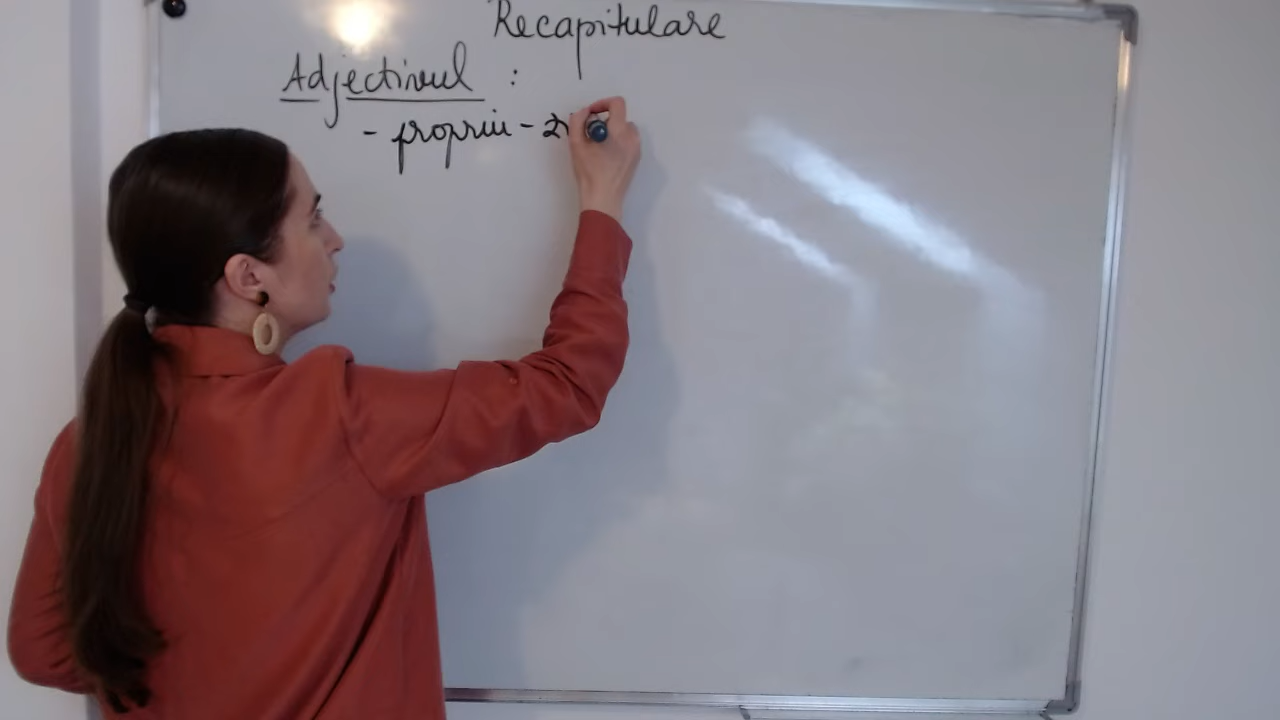 Recapitulare
Adjectivul :
- propriu -